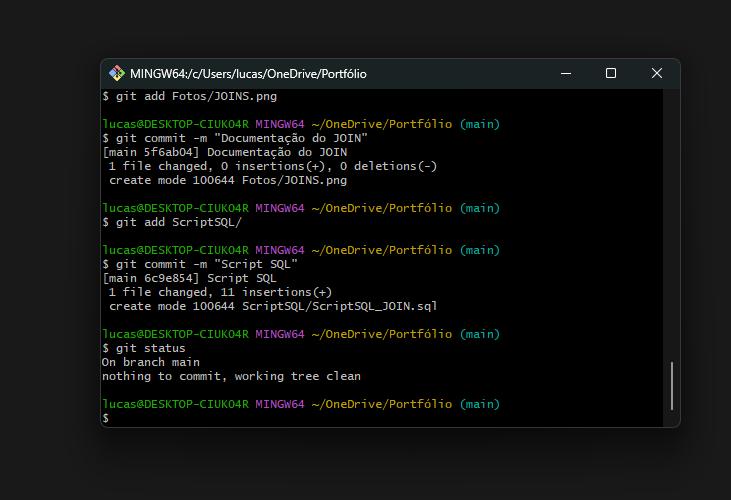 MINGW64:/c/Users/lucas/OneDrive/Portfólio
$ git add Fotos/JOINS.png
lucas@DESKTOP-CIUKO4R MINGW64 ~/OneDrive/Portfólio (main)
$ git commit -m "Documentação do JOIN"
[main 5f6ab04] Documentação do JOIN
1 file changed, 0 insertions(+), 0 deletions(-)
create mode 100644 Fotos/JOINS.png
lucas@DESKTOP-CIUKO4R MINGW64 ~/OneDrive/Portfólio (main)
$ git add ScriptSQL/
lucas@DESKTOP-CIUKO4R MINGW64 ~/OneDrive/Portfólio (main)
$ git commit -m "Script SQL"
[main 6c9e854] Script SQL
1 file changed, 11 insertions(+)
create mode 100644 ScriptSQL/ScriptSQL_JOIN.sql
lucas@DESKTOP-CIUKO4R MINGW64 ~/OneDrive/Portfólio (main)
$ git status
On branch main
nothing to commit, working tree clean
lucas@DESKTOP-CIUKO4R MINGW64 ~/OneDrive/Portfólio (main)
$